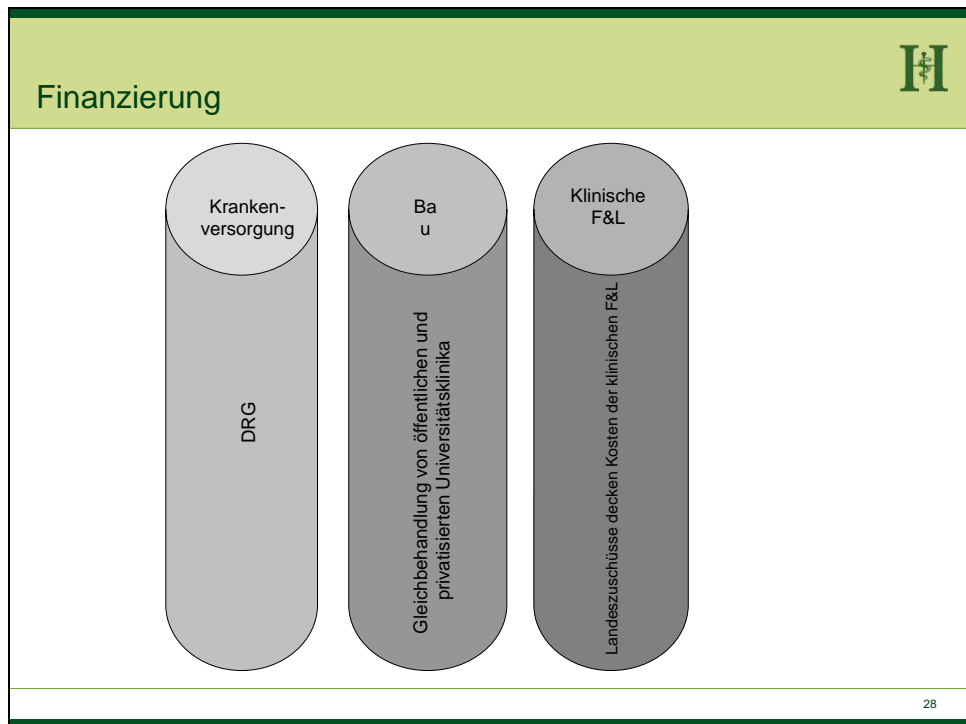 Finanzierung
Kranken-
versorgung
DRG
Ba
u
Gleichbehandlung von öffentlichen und
privatisierten Universitätsklinika
Klinische
F&L
Landeszuschüsse decken Kosten der klinischen F&L
28